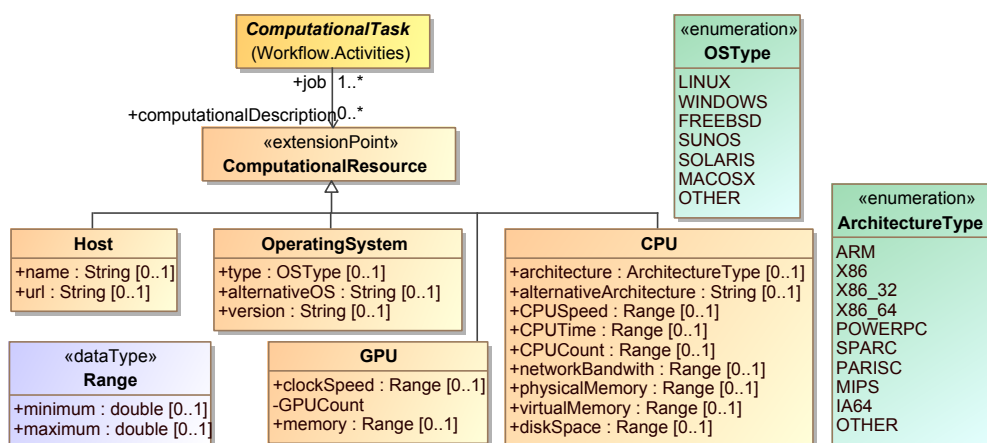 ComputationalTask
(Workflow.Activities)
+job 1..*
+computationalDescription 0..*
«extensionPoint»
ComputationalResource
«enumeration»
OSType
LINUX
WINDOWS
FREEBSD
SUNOS
SOLARIS
MACOSX
OTHER
«enumeration»
ArchitectureType
ARM
X86
X86_32
X86_64
POWERPC
SPARC
PARISC
MIPS
IA64
OTHER
Host
+name : String [0..1]
+url : String [0..1]
OperatingSystem
+type : OSType [0..1]
+alternativeOS : String [0..1]
+version : String [0..1]
CPU
+architecture : ArchitectureType [0..1]
+alternativeArchitecture : String [0..1]
+CPUSpeed : Range [0..1]
+CPUTime : Range [0..1]
+CPUCount : Range [0..1]
+networkBandwith : Range [0..1]
+physicalMemory : Range [0..1]
+virtualMemory : Range [0..1]
+diskSpace : Range [0..1]
«dataType»
Range
+minimum : double [0..1]
+maximum : double [0..1]
GPU
+clockSpeed : Range [0..1]
-GPUCount
+memory : Range [0..1]